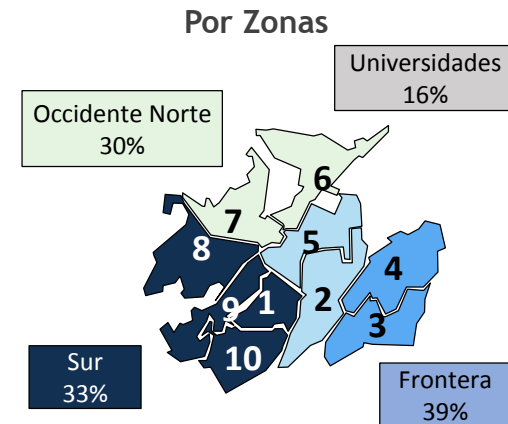 Por Zonas
Universidades
16%
Occidente Norte
30%
6
7
5
8
4
9
1
2
3
10
Sur
33%
Frontera
39%